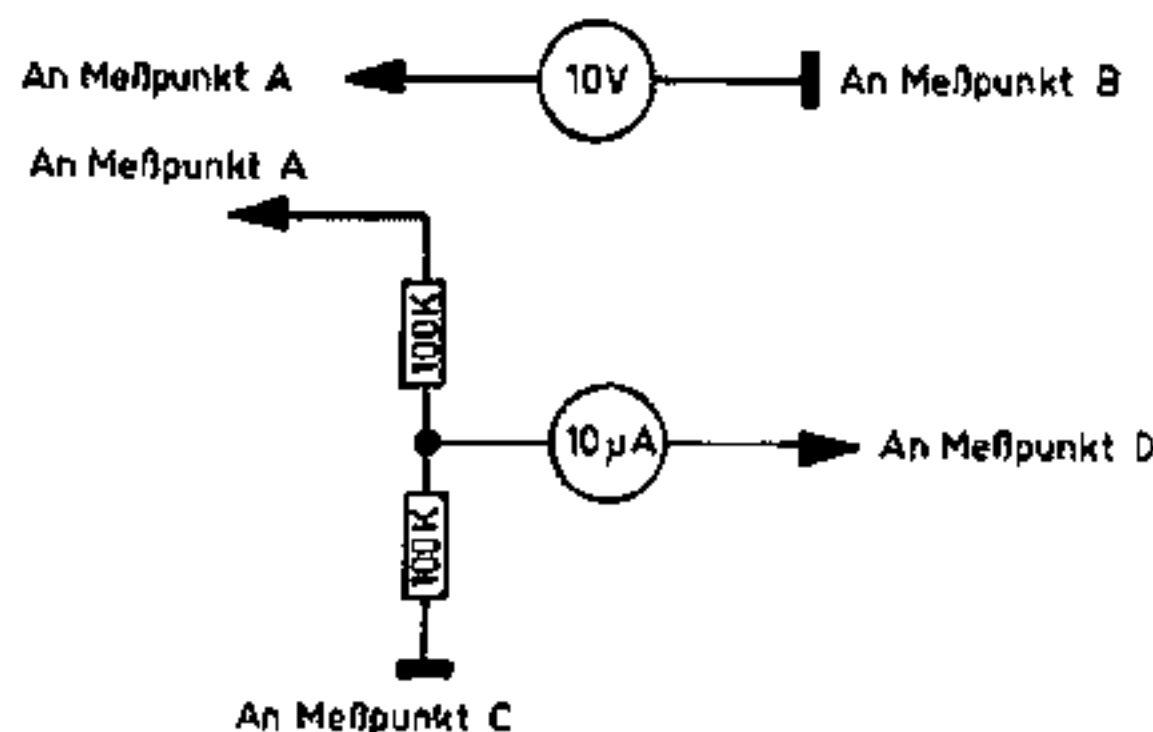 An Meßpunkt A
10V
An Meßpunkt B
An Meßpunkt A
100K
10µA
An Meßpunkt D
100K
An Meßpunkt C